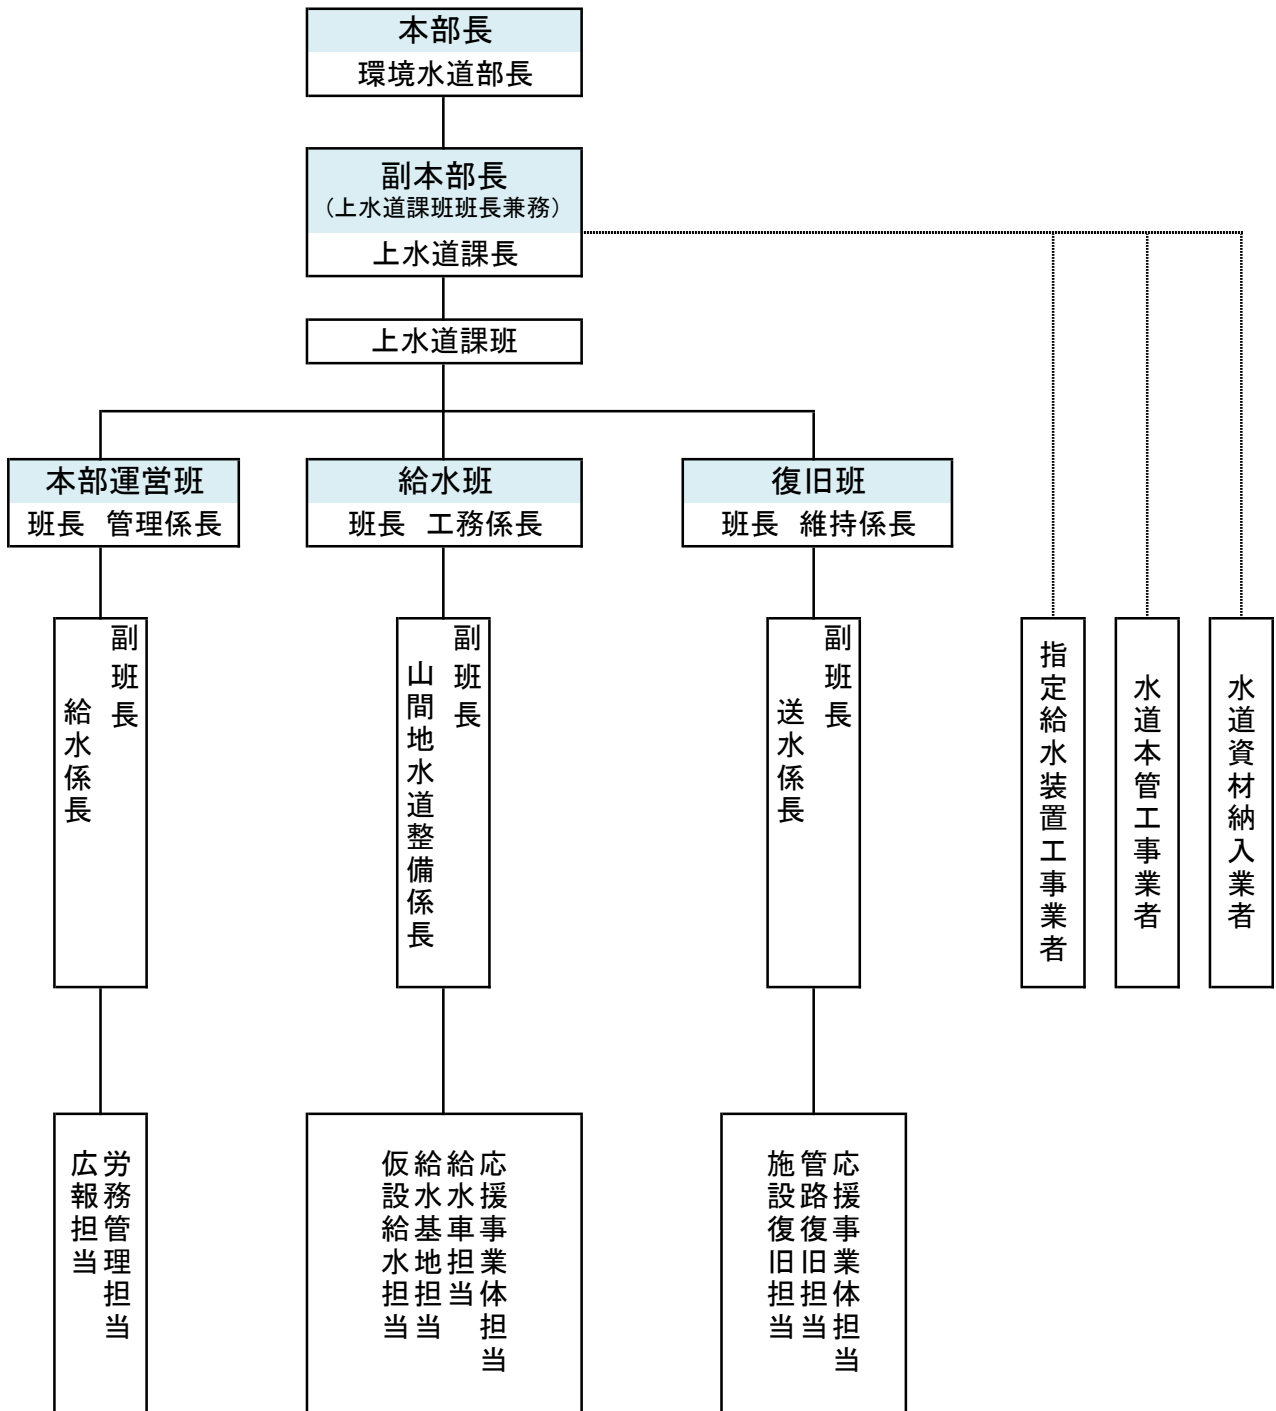 本部長
環境水道部長
副本部長
（上水道課班班長兼務）
上水道課長
上水道課班
本部運営班
班長　管理係長
給水班
班長　工務係長
復旧班
班長　維持係長
副班長
給水係長
副班長
山間地水道整備係長
副班長
送水係長
指定給水装置工事業者
水道本管工事業者
水道資材納入業者
労務管理担当
広報担当
応援事業体担当
給水車担当
給水基地担当
仮設給水担当
応援事業体担当
管路復旧担当
施設復旧担当